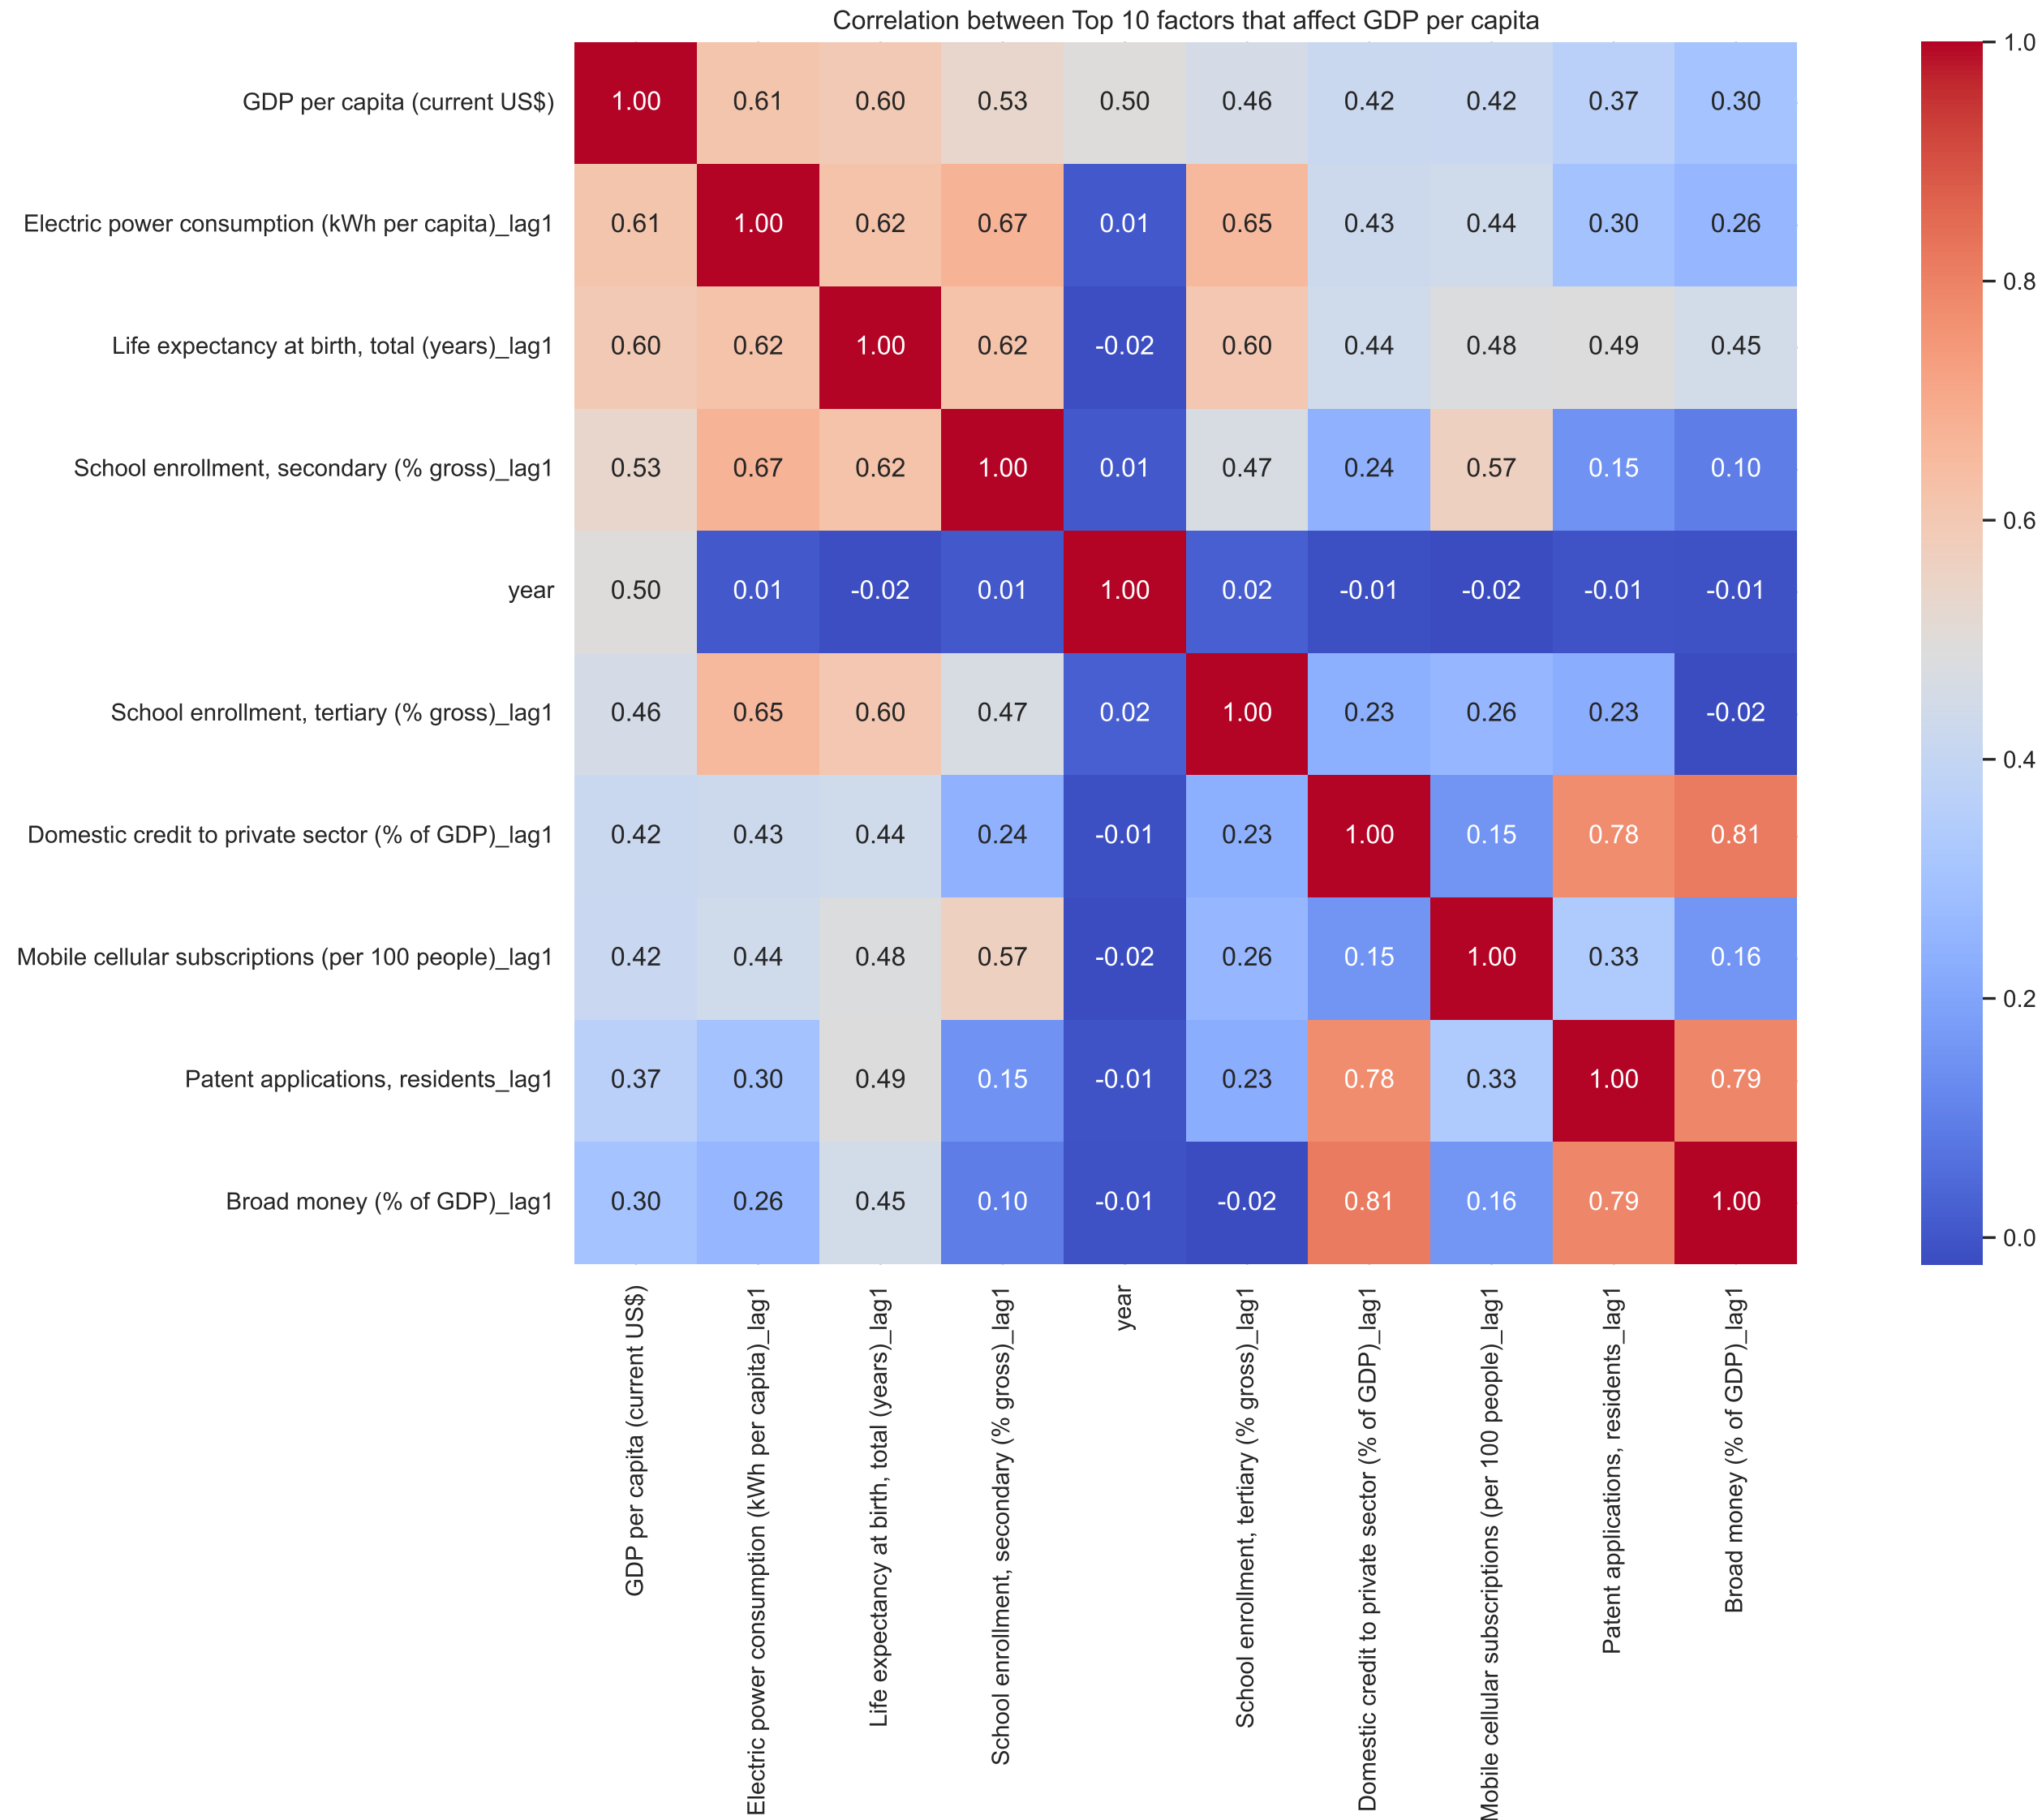 Correlation between Top 10 factors that affect GDP per capita
GDP per capita (current US$) 1.00 0.61 0.60 0.53 0.50 0.46 0.42 0.42 0.37 0.30
Electric power consumption (kWh per capita)_lag1 0.61 1.00 0.62 0.67 0.01 0.65 0.43 0.44 0.30 0.26
Life expectancy at birth, total (years)_lag1 0.60 0.62 1.00 0.62 -0.02 0.60 0.44 0.48 0.49 0.45
School enrollment, secondary (% gross)_lag1 0.53 0.67 0.62 1.00 0.01 0.47 0.24 0.57 0.15 0.10
year 0.50 0.01 -0.02 0.01 1.00 0.02 -0.01 -0.02 -0.01 -0.01
School enrollment, tertiary (% gross)_lag1 0.46 0.65 0.60 0.47 0.02 1.00 0.23 0.26 0.23 -0.02
Domestic credit to private sector (% of GDP)_lag1 0.42 0.43 0.44 0.24 -0.01 0.23 1.00 0.15 0.78 0.81
Mobile cellular subscriptions (per 100 people)_lag1 0.42 0.44 0.48 0.57 -0.02 0.26 0.15 1.00 0.33 0.16
Patent applications, residents_lag1 0.37 0.30 0.49 0.15 -0.01 0.23 0.78 0.33 1.00 0.79
Broad money (% of GDP)_lag1 0.30 0.26 0.45 0.10 -0.01 -0.02 0.81 0.16 0.79 1.00
GDP per capita (current US$)
Electric power consumption (kWh per capita)_lag1
Life expectancy at birth, total (years)_lag1
School enrollment, secondary (% gross)_lag1
year
School enrollment, tertiary (% gross)_lag1
Domestic credit to private sector (% of GDP)_lag1
Mobile cellular subscriptions (per 100 people)_lag1
Patent applications, residents_lag1
Broad money (% of GDP)_lag1
1.0
0.8
0.6
0.4
0.2
0.0